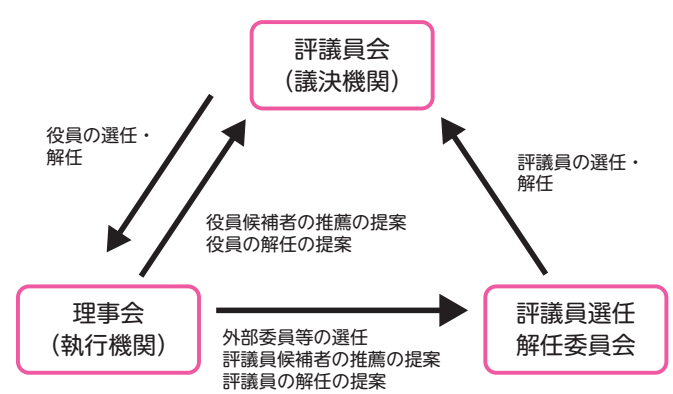 評議員会
（議決機関）
役員の選任・
解任
評議員の選任・
解任
役員候補者の推薦の提案
役員の解任の提案
理事会
（執行機関）
外部委員等の選任
評議員候補者の推薦の提案
評議員の解任の提案
評議員選任
解任委員会